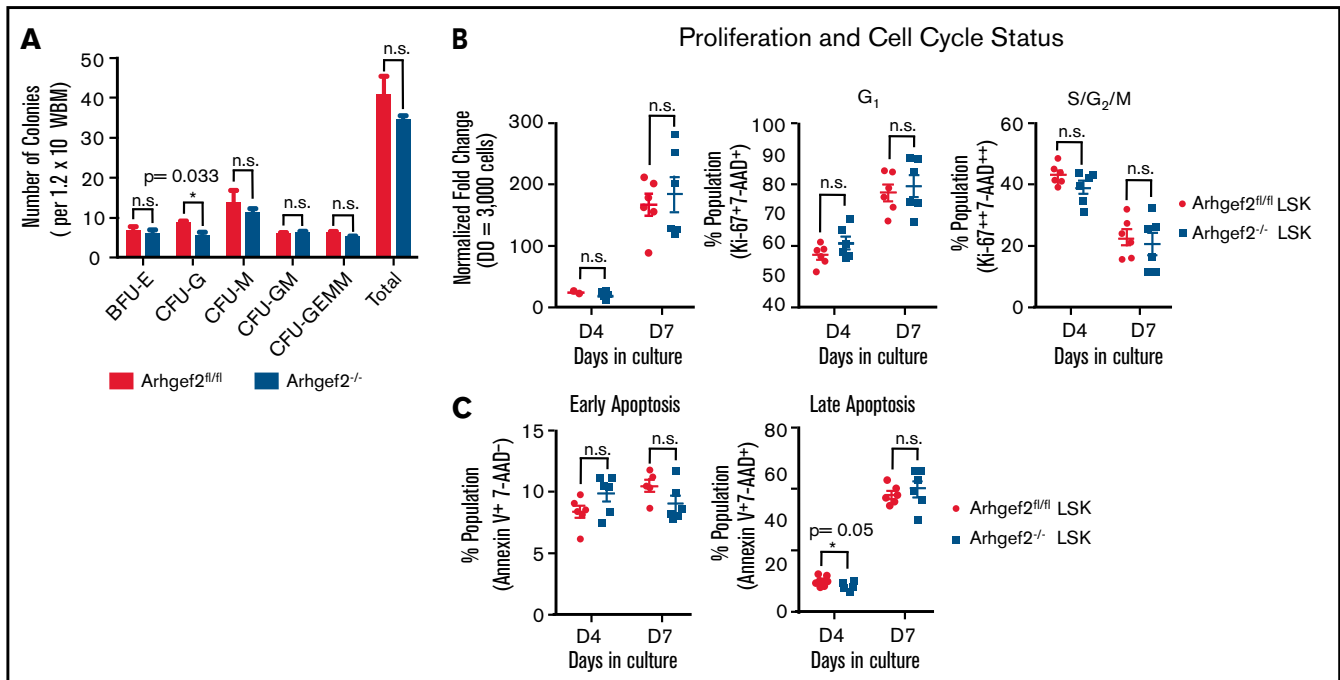 A
Number of Colonies
( per 1.2 x 10 WBM)
50
40
30
20
10
0
n.s.
p= 0.033
*
n.s.
n.s.
n.s.
n.s.
BFU-E
CFU-G
CFU-M
CFU-GM
CFU-GEMM
Total
Arhgef2fl/fl
Arhgef2-/-
B
Proliferation and Cell Cycle Status
Normalized Fold Change
(D0 = 3,000 cells)
300
200
100
0
n.s.
n.s.
D4
D7
Days in culture
G1
% Population
(Ki-67+7-AAD+)
100
90
80
70
60
50
40
n.s.
n.s.
D4
D7
Days in culture
S/G2/M
% Population
(Ki-67++7-AAD++)
60
40
20
0
n.s.
n.s.
D4
D7
Days in culture
Arhgef2fl/fl LSK
Arhgef2-/- LSK
C
Early Apoptosis
% Population
(Annexin V+ 7-AAD-)
15
10
5
0
n.s.
n.s.
D4
D7
Days in culture
Late Apoptosis
% Population
(Annexin V+7-AAD+)
80
60
40
20
0
p= 0.05
*
n.s.
D4
D7
Days in culture
Arhgef2fl/fl LSK
Arhgef2-/- LSK